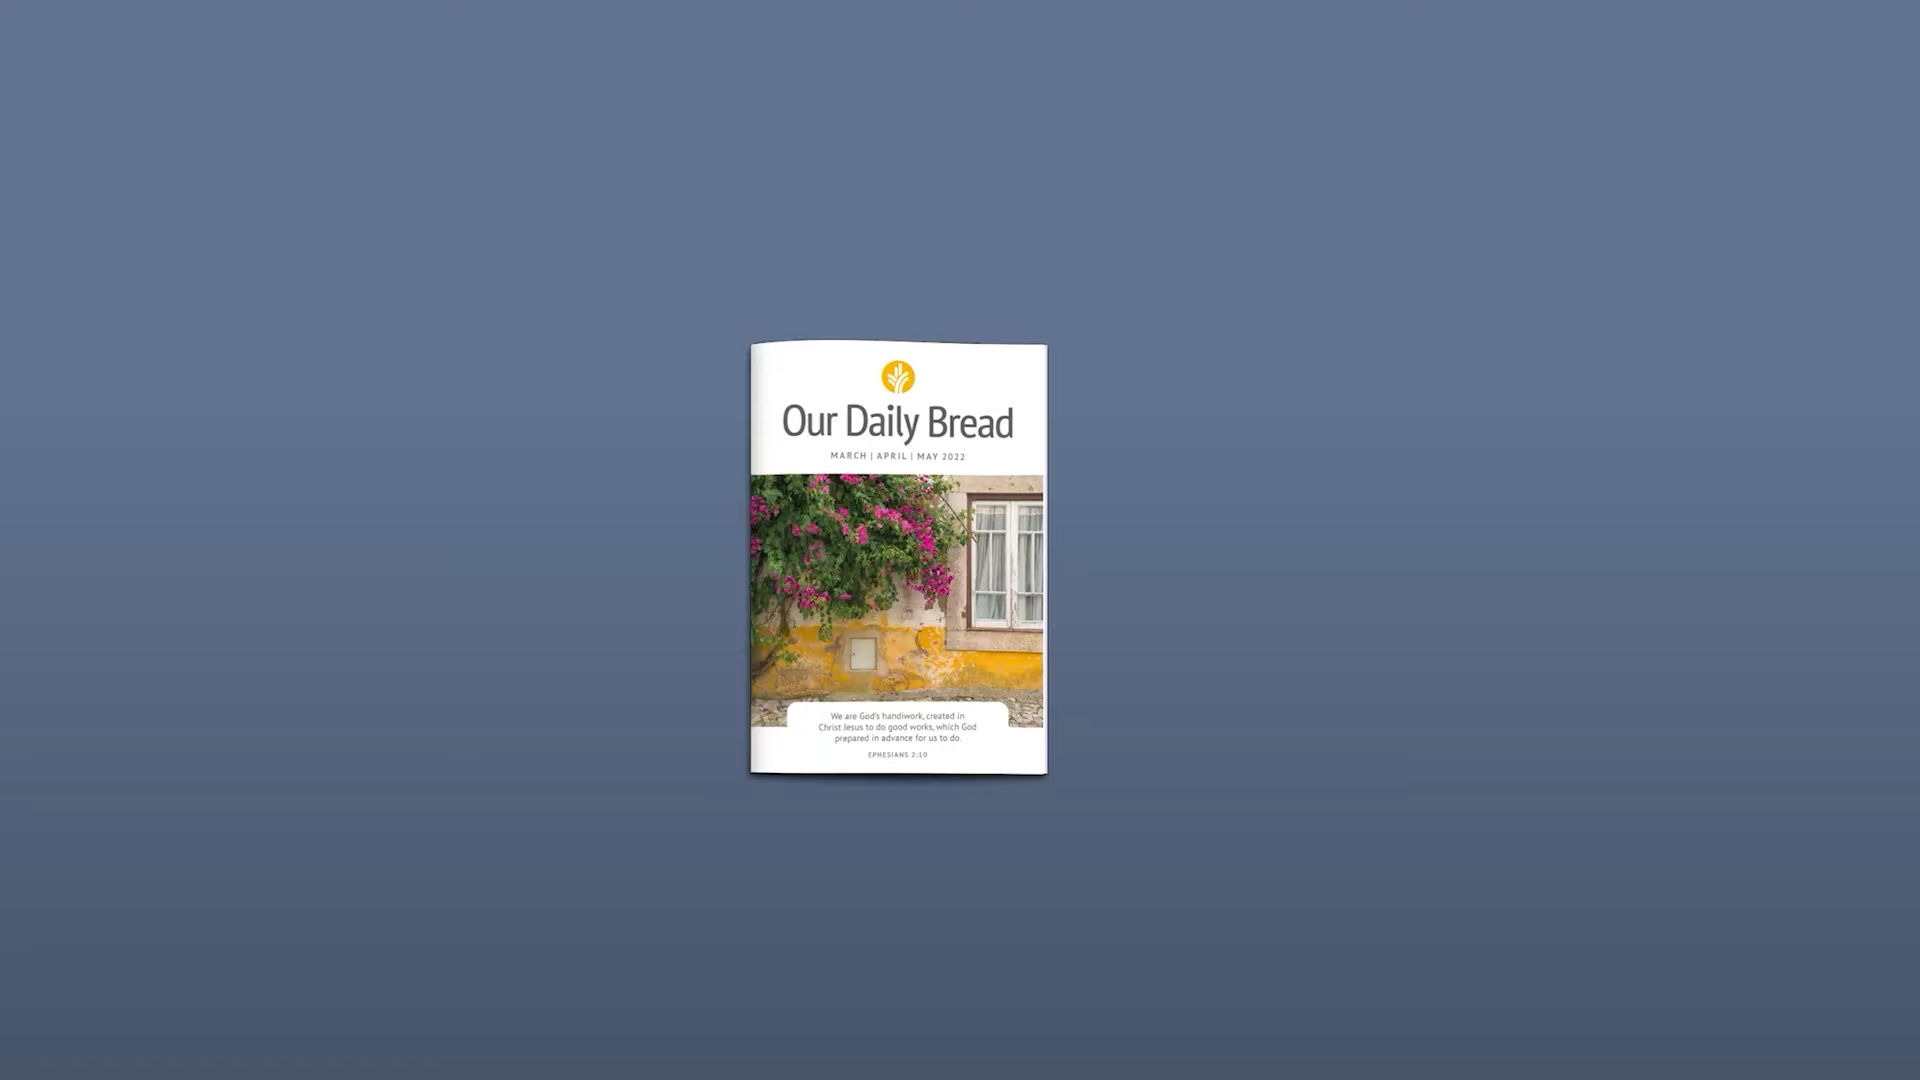 Our Daily Bread
MARCH | APRIL | MAY 2022
We are God's handiwork, created in
Christ Jesus to do good works, which God
prepared in advance for us to do.
EPHESIANS 2:10